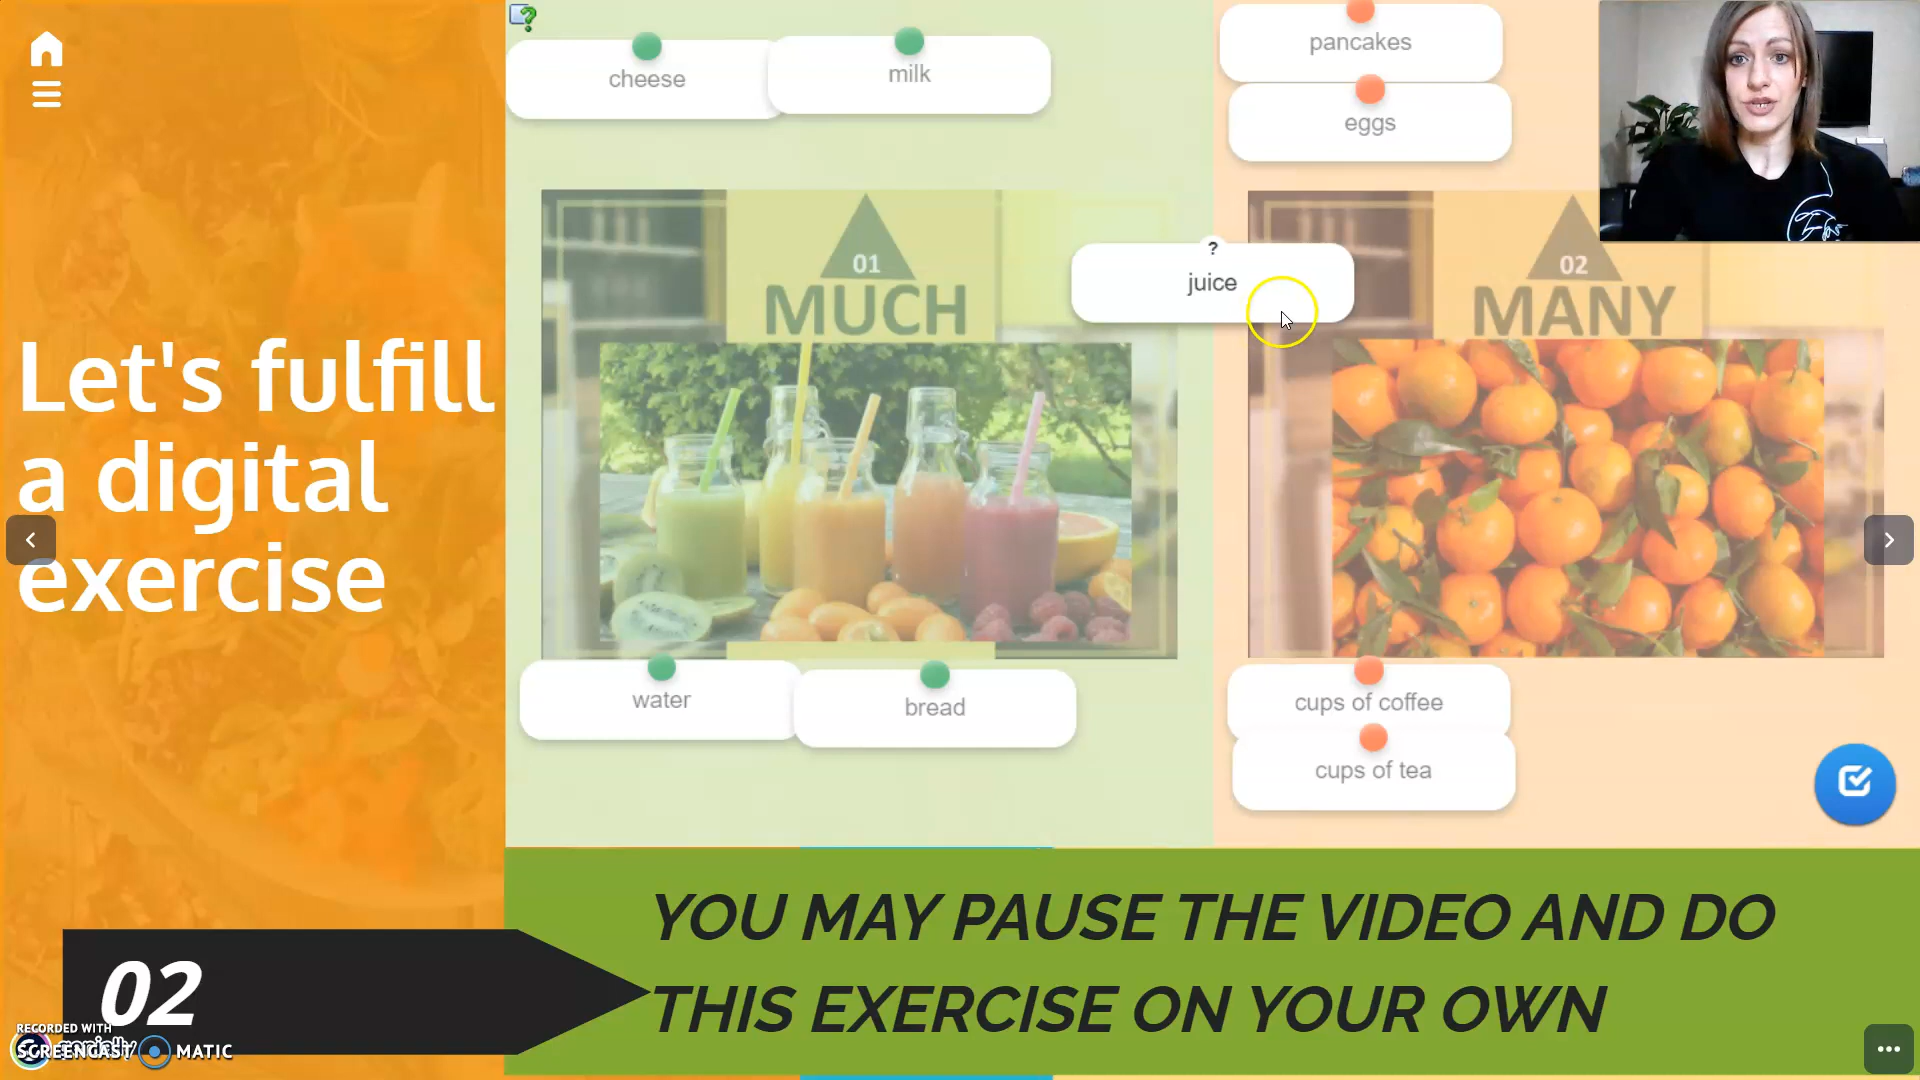 Let's fulfill
a digital
exercise
cheese
milk
pancakes
eggs
?
juice
01
MUCH
02
MANY
water
bread
cups of coffee
cups of tea
YOU MAY PAUSE THE VIDEO AND DO
THIS EXERCISE ON YOUR OWN
02
RECORDED WITH
SCREENCAST MATIC